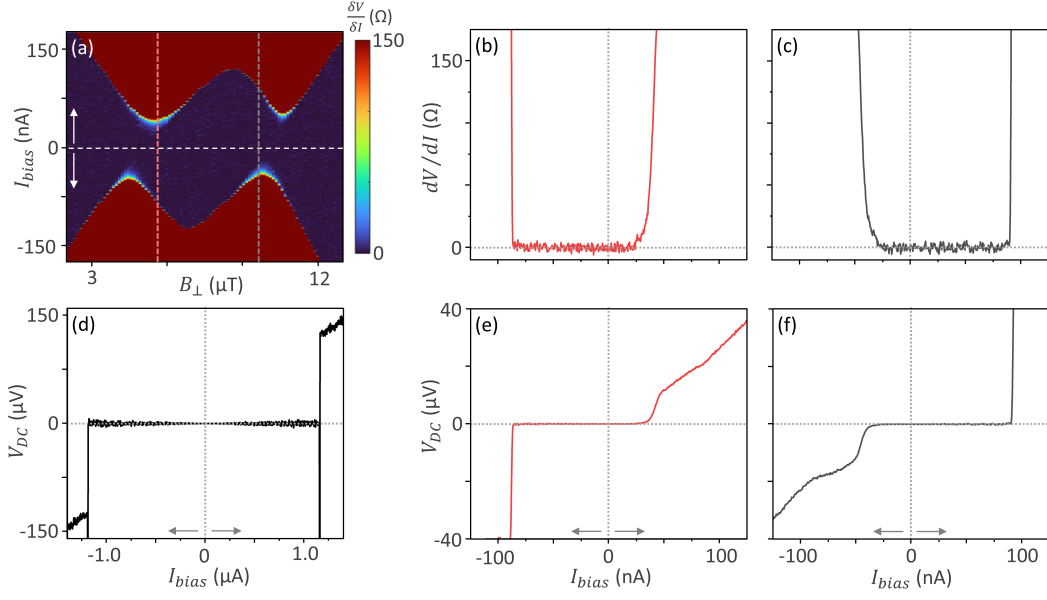 (a)
δV/δI (Ω)
150
0
150
0
-150
I_bias (nA)
3
12
B_⊥ (μT)
(b)
150
0
dV/dI (Ω)
(c)
(d)
150
0
-150
V_DC (μV)
-1.0
0
1.0
I_bias (μA)
(e)
40
0
-40
V_DC (μV)
-100
0
100
I_bias (nA)
(f)
-100
0
100
I_bias (nA)